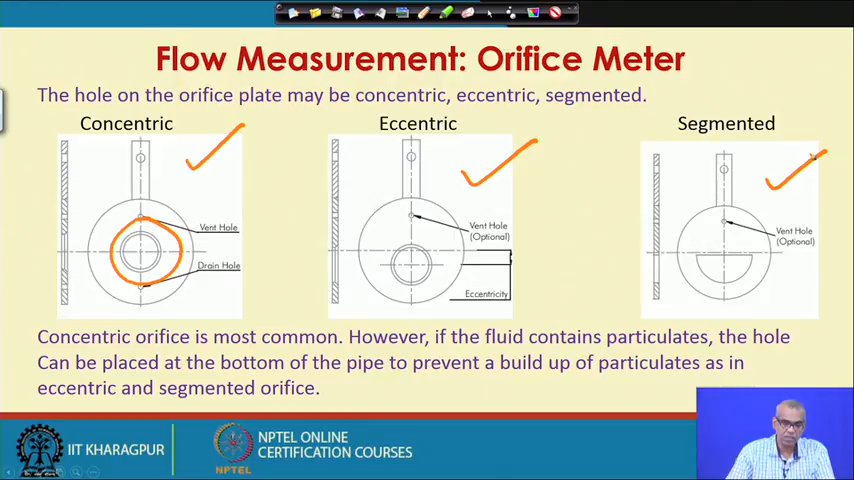 Flow Measurement: Orifice Meter
The hole on the orifice plate may be concentric, eccentric, segmented.
Concentric
Eccentric
Segmented
Vent Hole
Drain Hole
Vent Hole
(Optional)
Eccentricity
Vent Hole
(Optional)
Concentric orifice is most common. However, if the fluid contains particulates, the hole
Can be placed at the bottom of the pipe to prevent a build up of particulates as in
eccentric and segmented orifice.
IIT KHARAGPUR
NPTEL
NPTEL ONLINE
CERTIFICATION COURSES